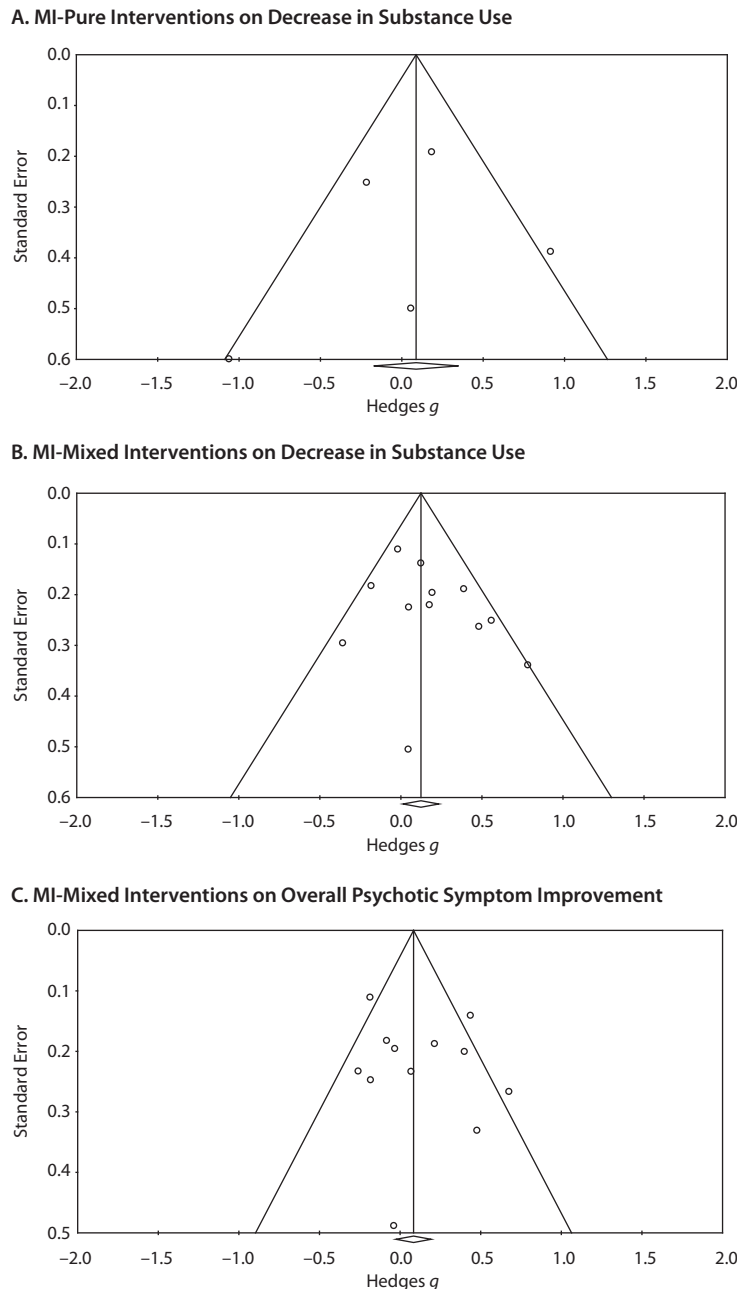 A. MI-Pure Interventions on Decrease in Substance Use
0.0
0.1
0.2
0.3
0.4
0.5
0.6
Standard Error
−2.0 −1.5 −1.0 −0.5 0.0 0.5 1.0 1.5 2.0
Hedges g
B. MI-Mixed Interventions on Decrease in Substance Use
0.0
0.1
0.2
0.3
0.4
0.5
0.6
Standard Error
−2.0 −1.5 −1.0 −0.5 0.0 0.5 1.0 1.5 2.0
Hedges g
C. MI-Mixed Interventions on Overall Psychotic Symptom Improvement
0.0
0.1
0.2
0.3
0.4
0.5
Standard Error
−2.0 −1.5 −1.0 −0.5 0.0 0.5 1.0 1.5 2.0
Hedges g